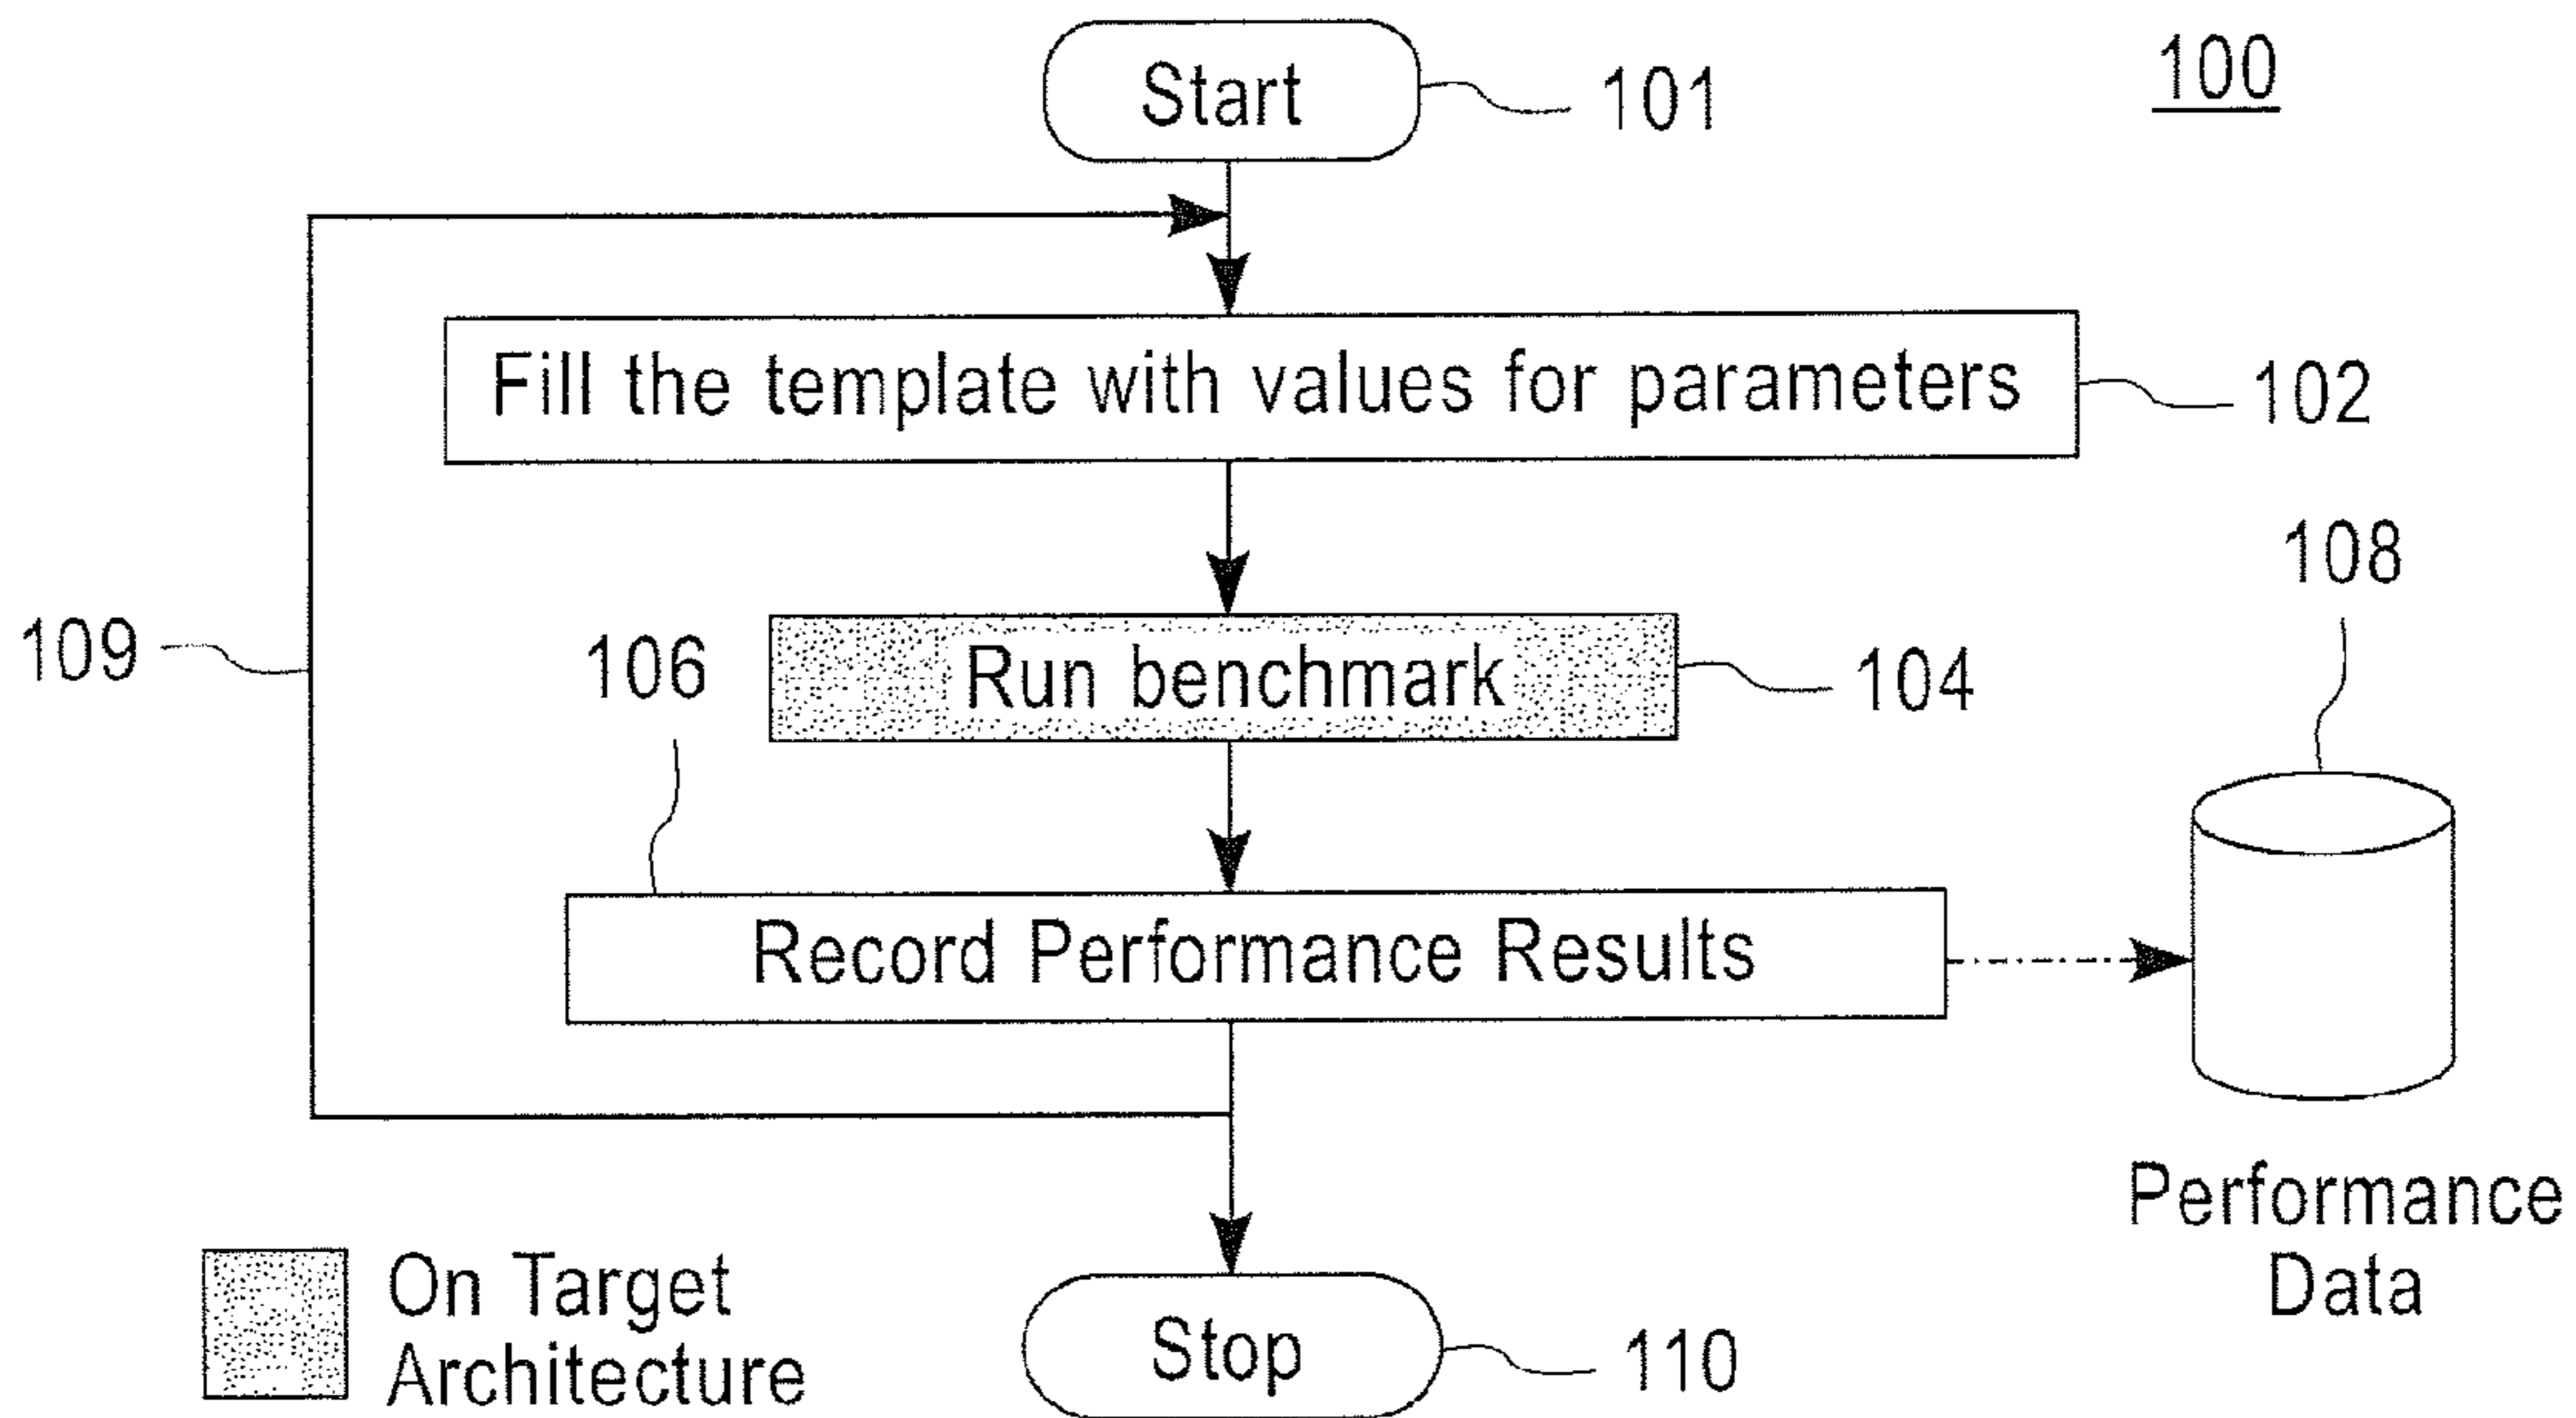 100
Start
101
Fill the template with values for parameters
102
108
109
106
Run benchmark
104
Record Performance Results
Performance
Data
On Target
Architecture
Stop
110